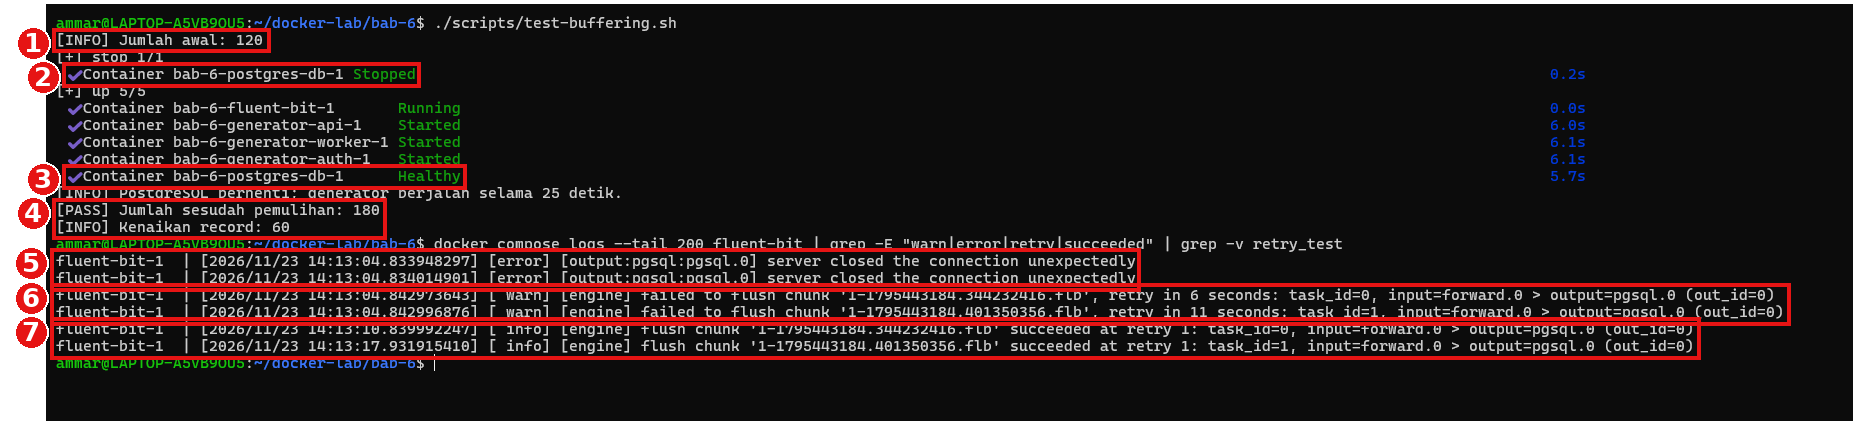 ammar@LAPTOP-A5VB9OU5:~/docker-lab/bab-6$ ./scripts/test-buffering.sh
1 [INFO] Jumlah awal: 120
[+] stop 1/1
2 ✔Container bab-6-postgres-db-1 Stopped 0.2s
[+] up 5/5
✔Container bab-6-fluent-bit-1 Running 0.0s
✔Container bab-6-generator-api-1 Started 6.0s
✔Container bab-6-generator-worker-1 Started 6.1s
✔Container bab-6-generator-auth-1 Started 6.1s
3 ✔Container bab-6-postgres-db-1 Healthy 5.7s
[INFO] PostgreSQL berhenti; generator berjalan selama 25 detik.
4 [PASS] Jumlah sesudah pemulihan: 180
[INFO] Kenaikan record: 60
ammar@LAPTOP-A5VB9OU5:~/docker-lab/bab-6$ docker compose logs --tail 200 fluent-bit | grep -E "warn|error|retry|succeeded" | grep -v retry_test
5 fluent-bit-1 | [2026/11/23 14:13:04.833948297] [error] [output:pgsql:pgsql.0] server closed the connection unexpectedly
fluent-bit-1 | [2026/11/23 14:13:04.834014901] [error] [output:pgsql:pgsql.0] server closed the connection unexpectedly
6 fluent-bit-1 | [2026/11/23 14:13:04.842973643] [ warn] [engine] failed to flush chunk '1-1795443184.344232416.flb', retry in 6 seconds: task_id=0, input=forward.0 > output=pgsql.0 (out_id=0)
fluent-bit-1 | [2026/11/23 14:13:04.842996876] [ warn] [engine] failed to flush chunk '1-1795443184.401350356.flb', retry in 11 seconds: task_id=1, input=forward.0 > output=pgsql.0 (out_id=0)
7 fluent-bit-1 | [2026/11/23 14:13:10.839992247] [ info] [engine] flush chunk '1-1795443184.344232416.flb' succeeded at retry 1: task_id=0, input=forward.0 > output=pgsql.0 (out_id=0)
fluent-bit-1 | [2026/11/23 14:13:17.931915410] [ info] [engine] flush chunk '1-1795443184.401350356.flb' succeeded at retry 1: task_id=1, input=forward.0 > output=pgsql.0 (out_id=0)
ammar@LAPTOP-A5VB9OU5:~/docker-lab/bab-6$